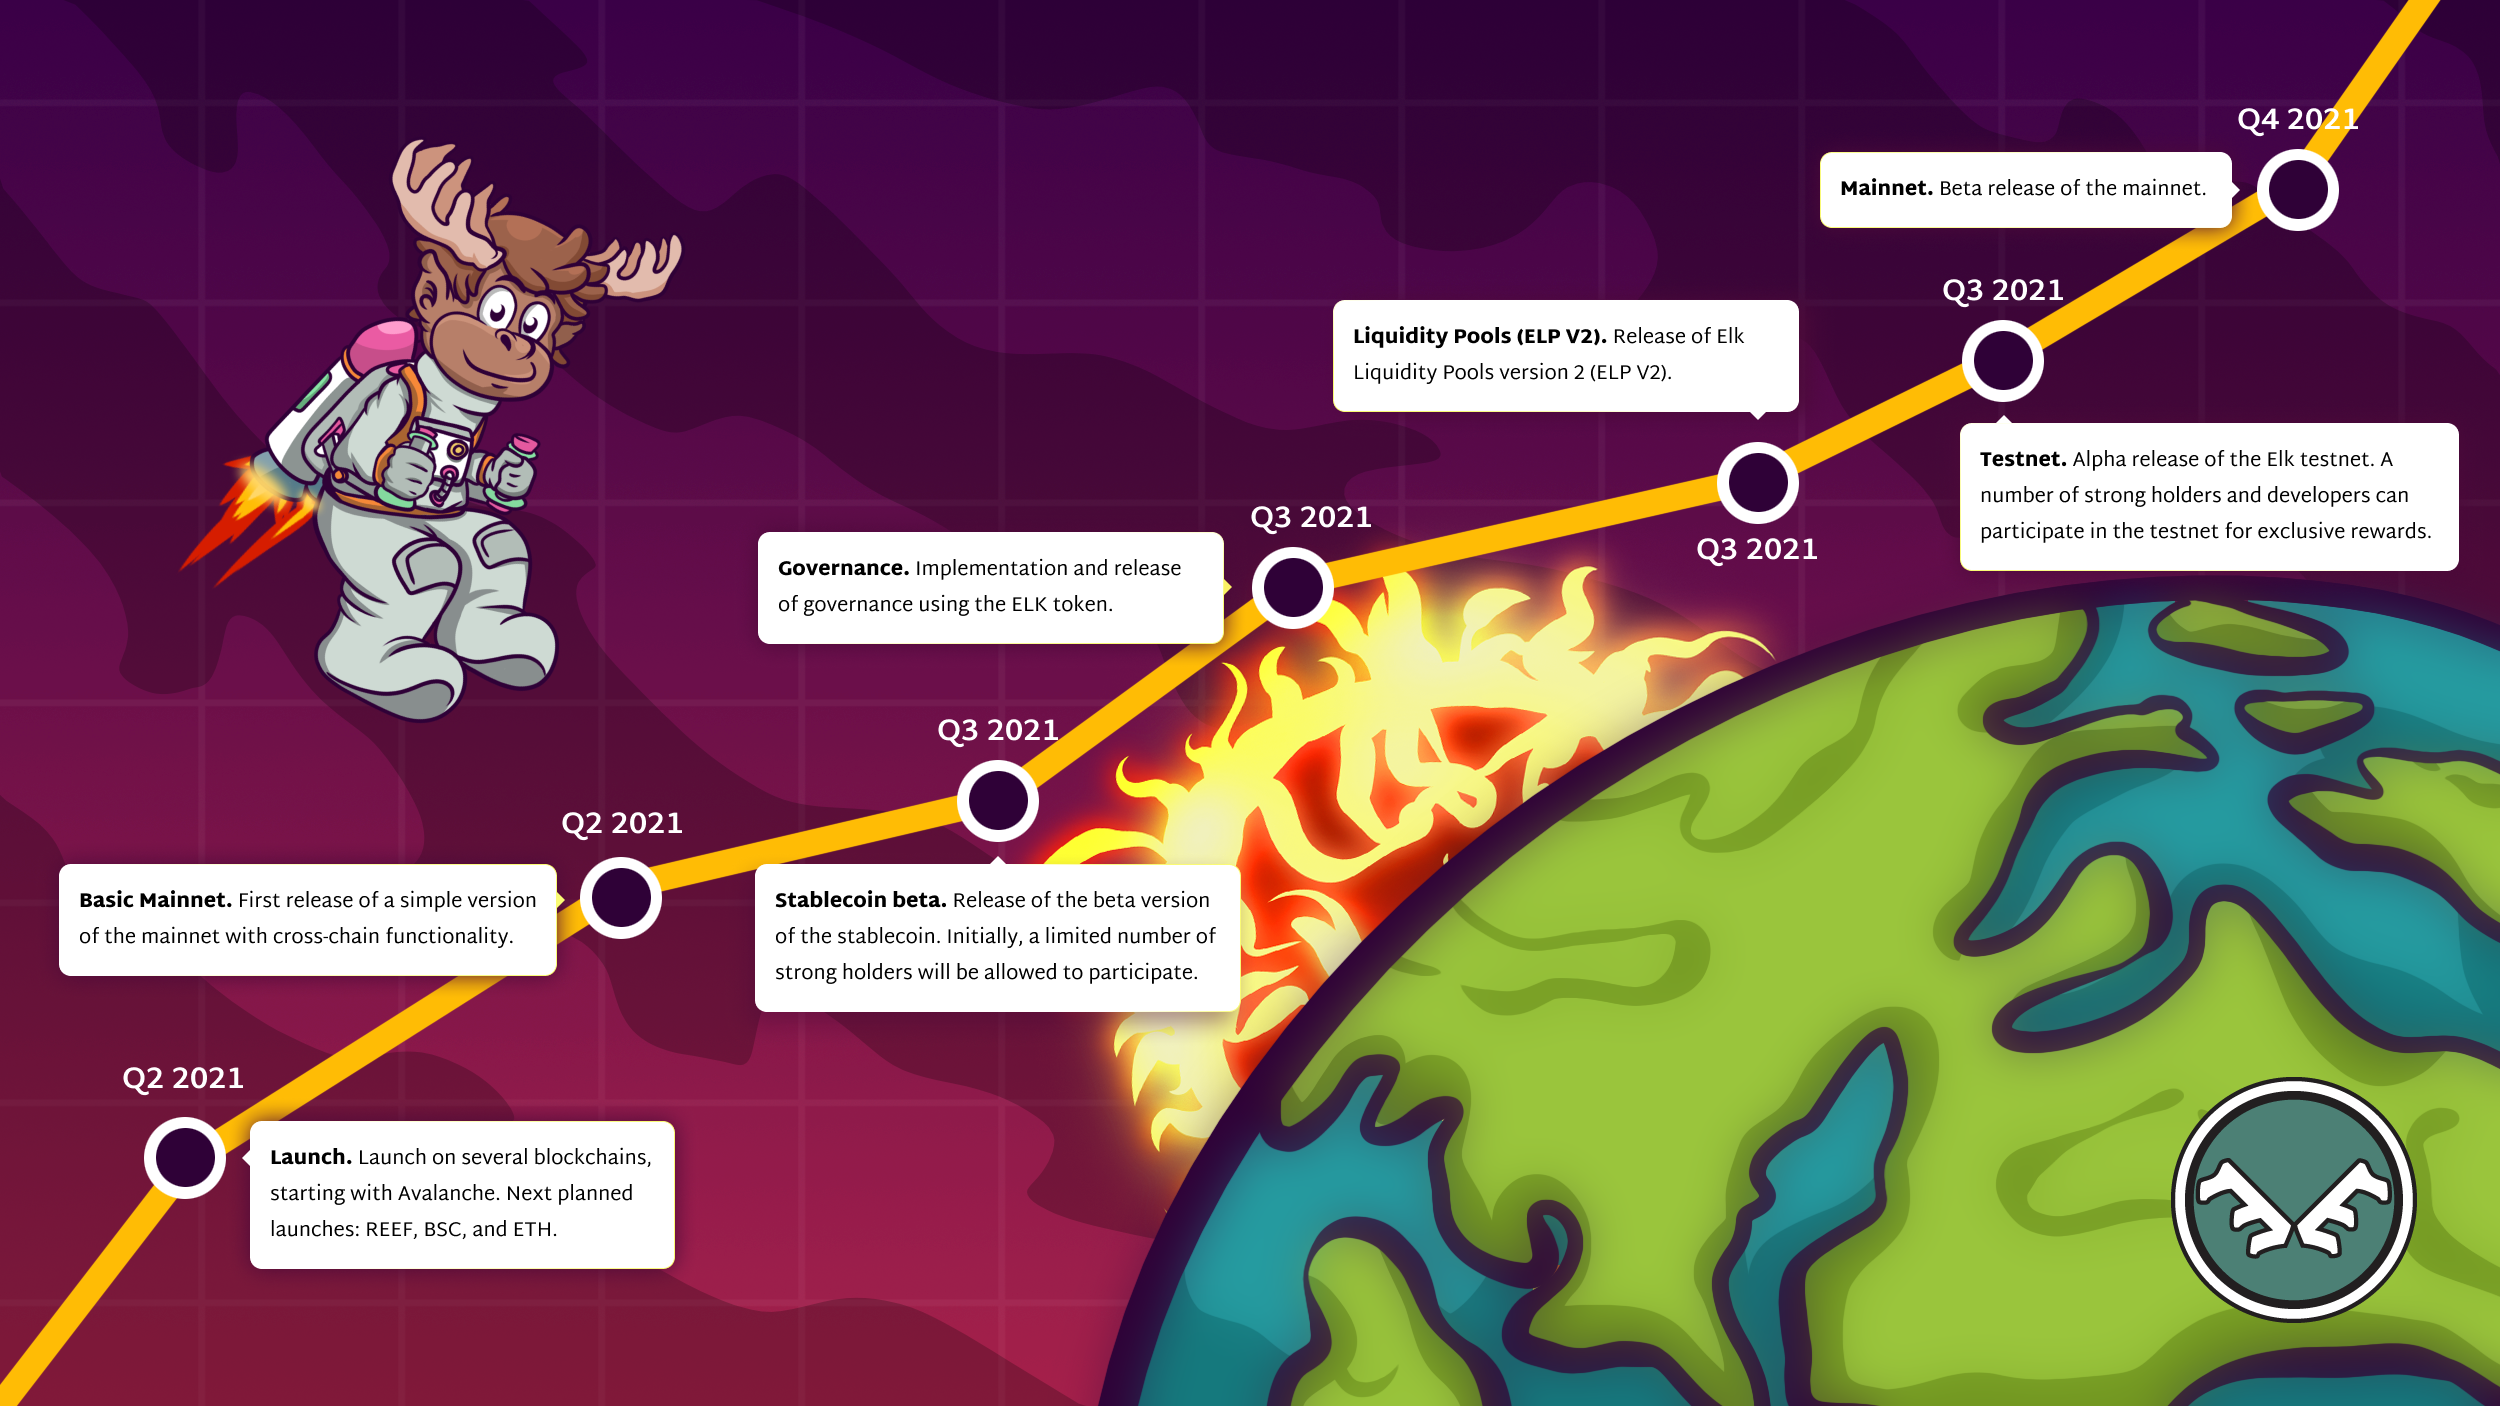 Q4 2021
Mainnet. Beta release of the mainnet.
Q3 2021
Testnet. Alpha release of the Elk testnet. A
number of strong holders and developers can
participate in the testnet for exclusive rewards.
Liquidity Pools (ELP V2). Release of Elk
Liquidity Pools version 2 (ELP V2).
Q3 2021
Q3 2021
Governance. Implementation and release
of governance using the ELK token.
Q3 2021
Stablecoin beta. Release of the beta version
of the stablecoin. Initially, a limited number of
strong holders will be allowed to participate.
Q2 2021
Basic Mainnet. First release of a simple version
of the mainnet with cross-chain functionality.
Q2 2021
Launch. Launch on several blockchains,
starting with Avalanche. Next planned
launches: REEF, BSC, and ETH.